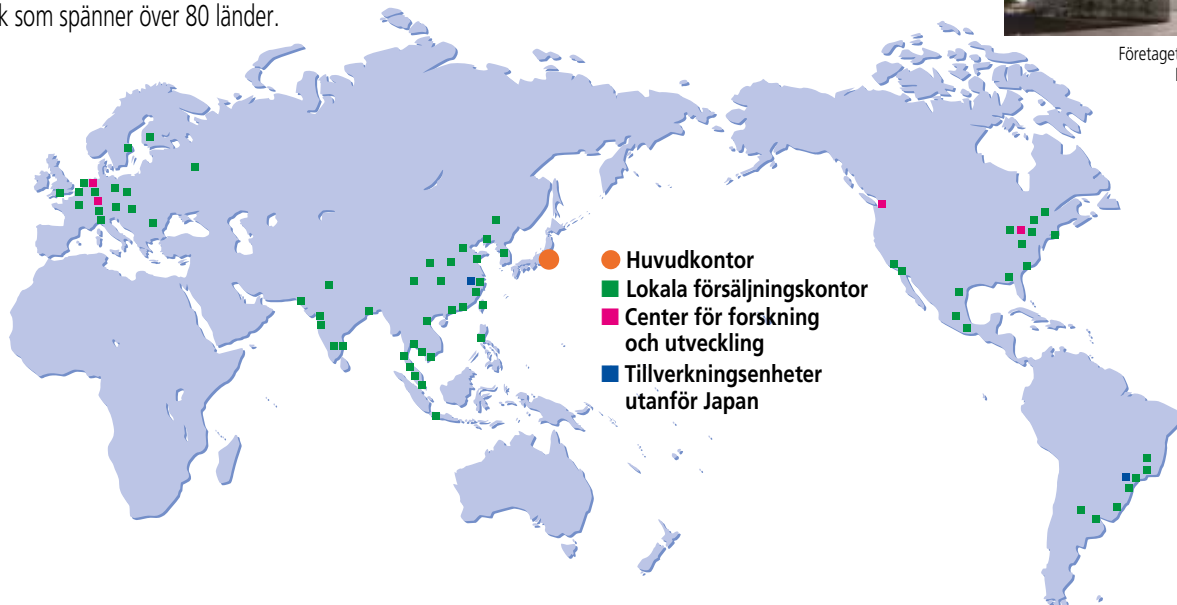 som spänner över 80 länder.
Företaget
Huvudkontor
Lokala försäljningskontor
Center för forskning
och utveckling
Tillverkningsenheter
utanför Japan